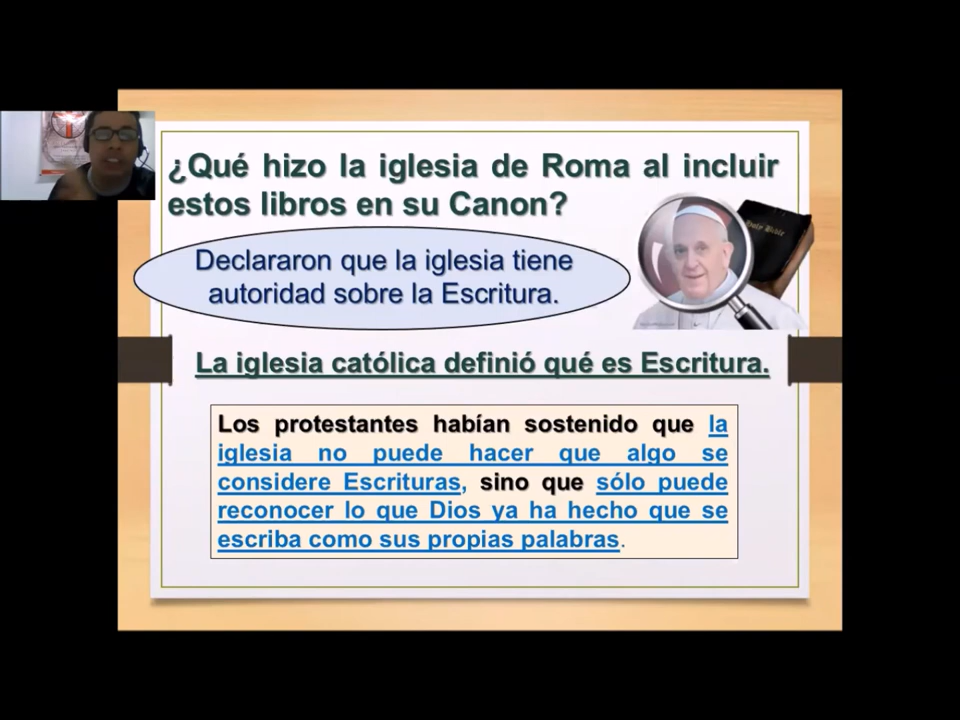 ¿Qué hizo la iglesia de Roma al incluir
estos libros en su Canon?
Declararon que la iglesia tiene
autoridad sobre la Escritura.
Holy Bible
La iglesia católica definió qué es Escritura.
Los protestantes habían sostenido que la
iglesia no puede hacer que algo se
considere Escrituras, sino que sólo puede
reconocer lo que Dios ya ha hecho que se
escriba como sus propias palabras.